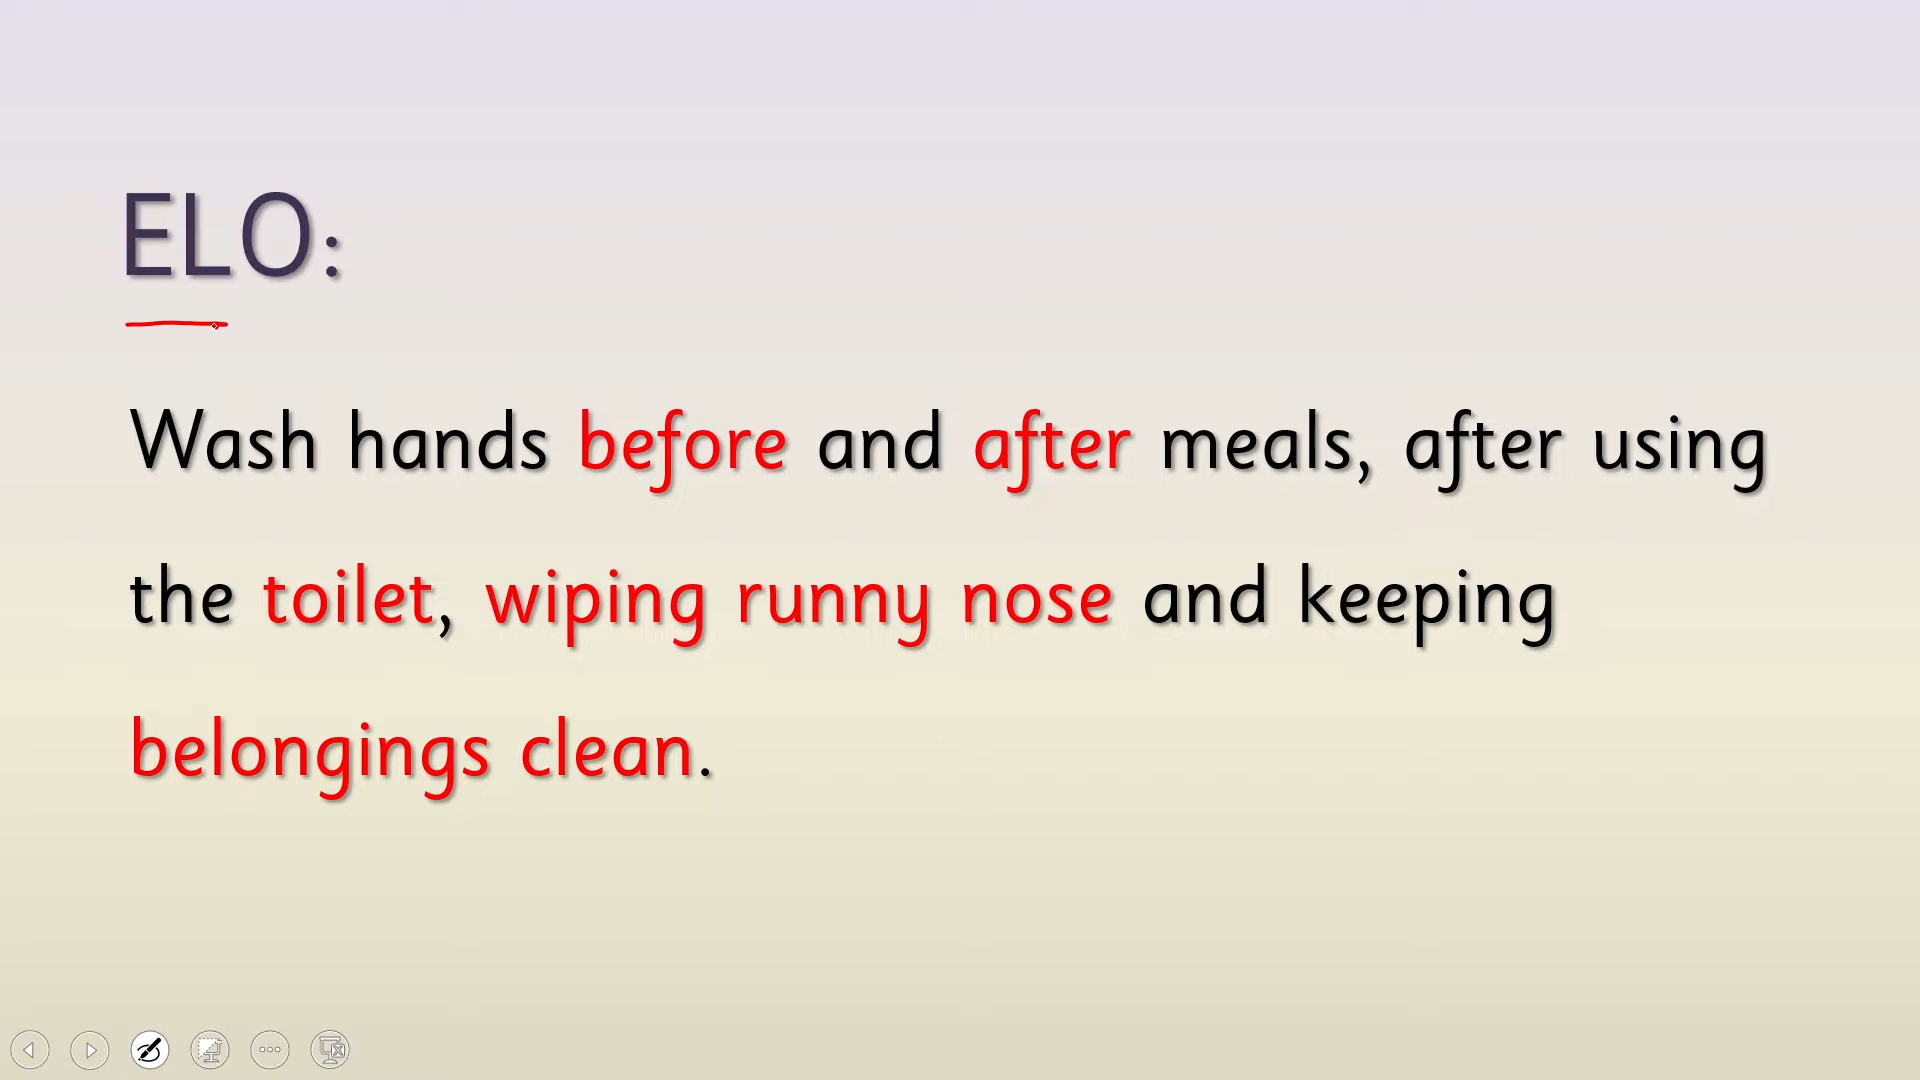 ELO:
Wash hands before and after meals, after using
the toilet, wiping runny nose and keeping
belongings clean.